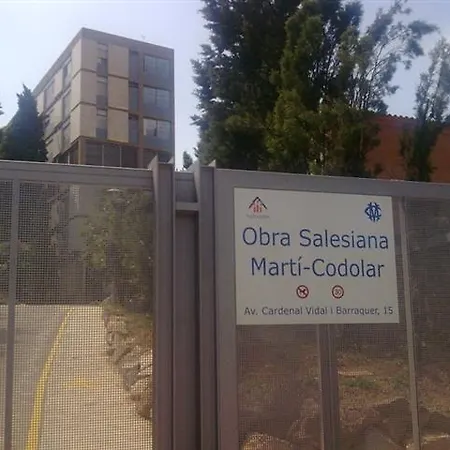 Obra Salesiana
Martí-Codolar
Av. Cardenal Vidal i Barraquer, 15